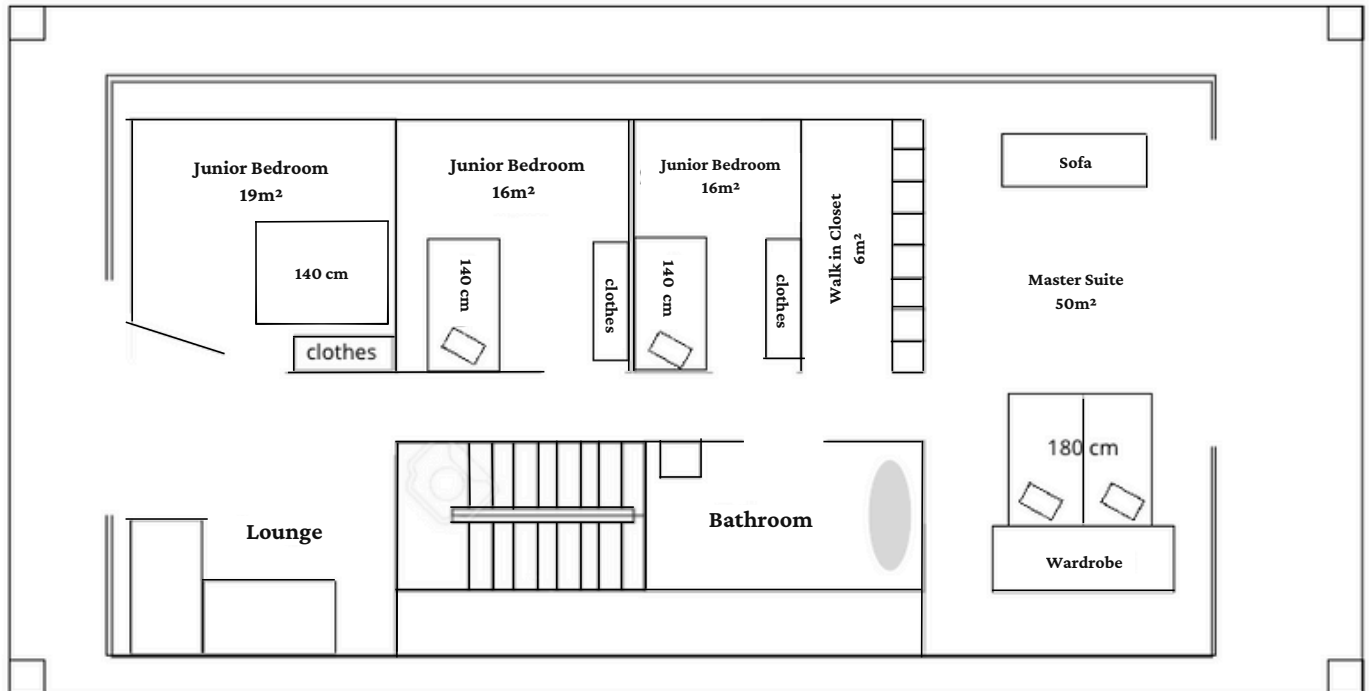 Junior Bedroom
19m²
140 cm
clothes
Junior Bedroom
16m²
140 cm
clothes
Junior Bedroom
16m²
140 cm
clothes
Walk in Closet
6m²
Sofa
Master Suite
50m²
180 cm
Wardrobe
Lounge
Bathroom